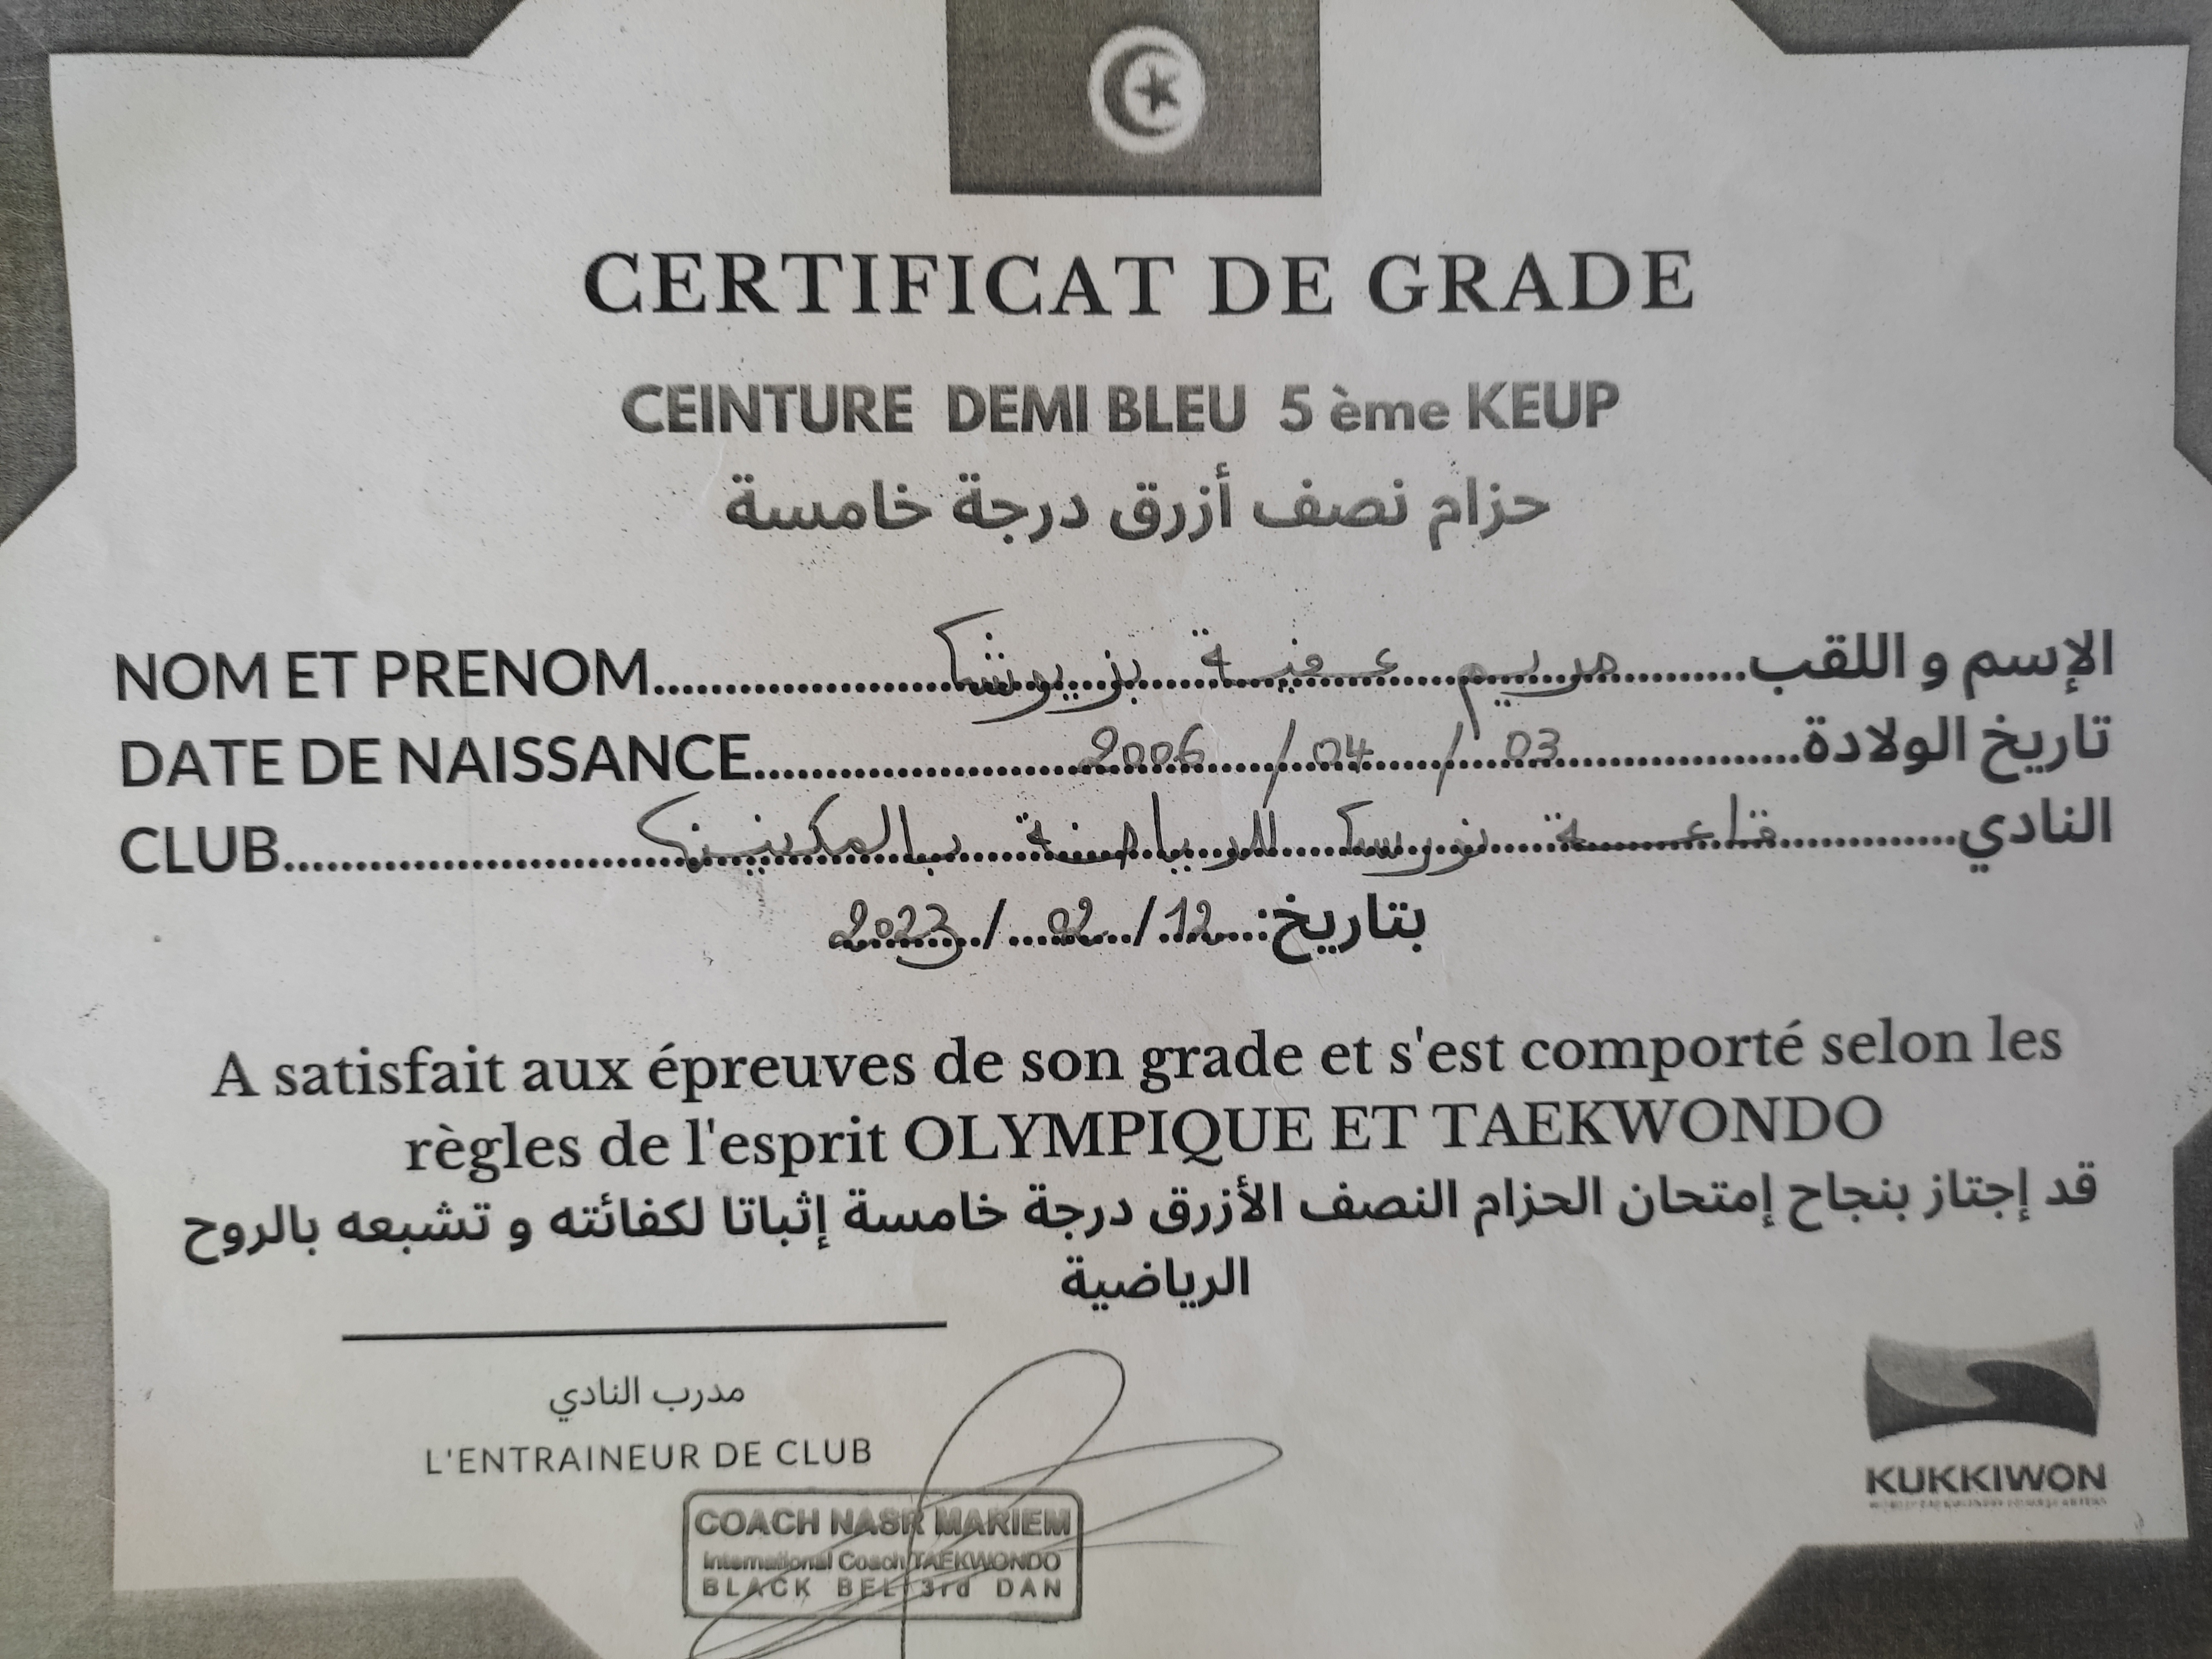 CERTIFICAT DE GRADE
CEINTURE DEMI BLEU 5 ème KEUP
حزام نصف أزرق درجة خامسة
NOM ET PRENOM.......... مريم ..........الإسم و اللقب
DATE DE NAISSANCE..........2006 / 04 / 03..........تاريخ الولادة
CLUB..........قاعة نورس للرياضة بالمكنين..........النادي
بتاريخ: 12 / 02 / 2023
A satisfait aux épreuves de son grade et s'est comporté selon les
règles de l'esprit OLYMPIQUE ET TAEKWONDO
قد إجتاز بنجاح إمتحان الحزام النصف الأزرق درجة خامسة إثباتا لكفائته و تشبعه بالروح
الرياضية
مدرب النادي
L'ENTRAINEUR DE CLUB
COACH NASR MARIEM
International Coach TAEKWONDO
BLACK BELT 3rd DAN
KUKKIWON